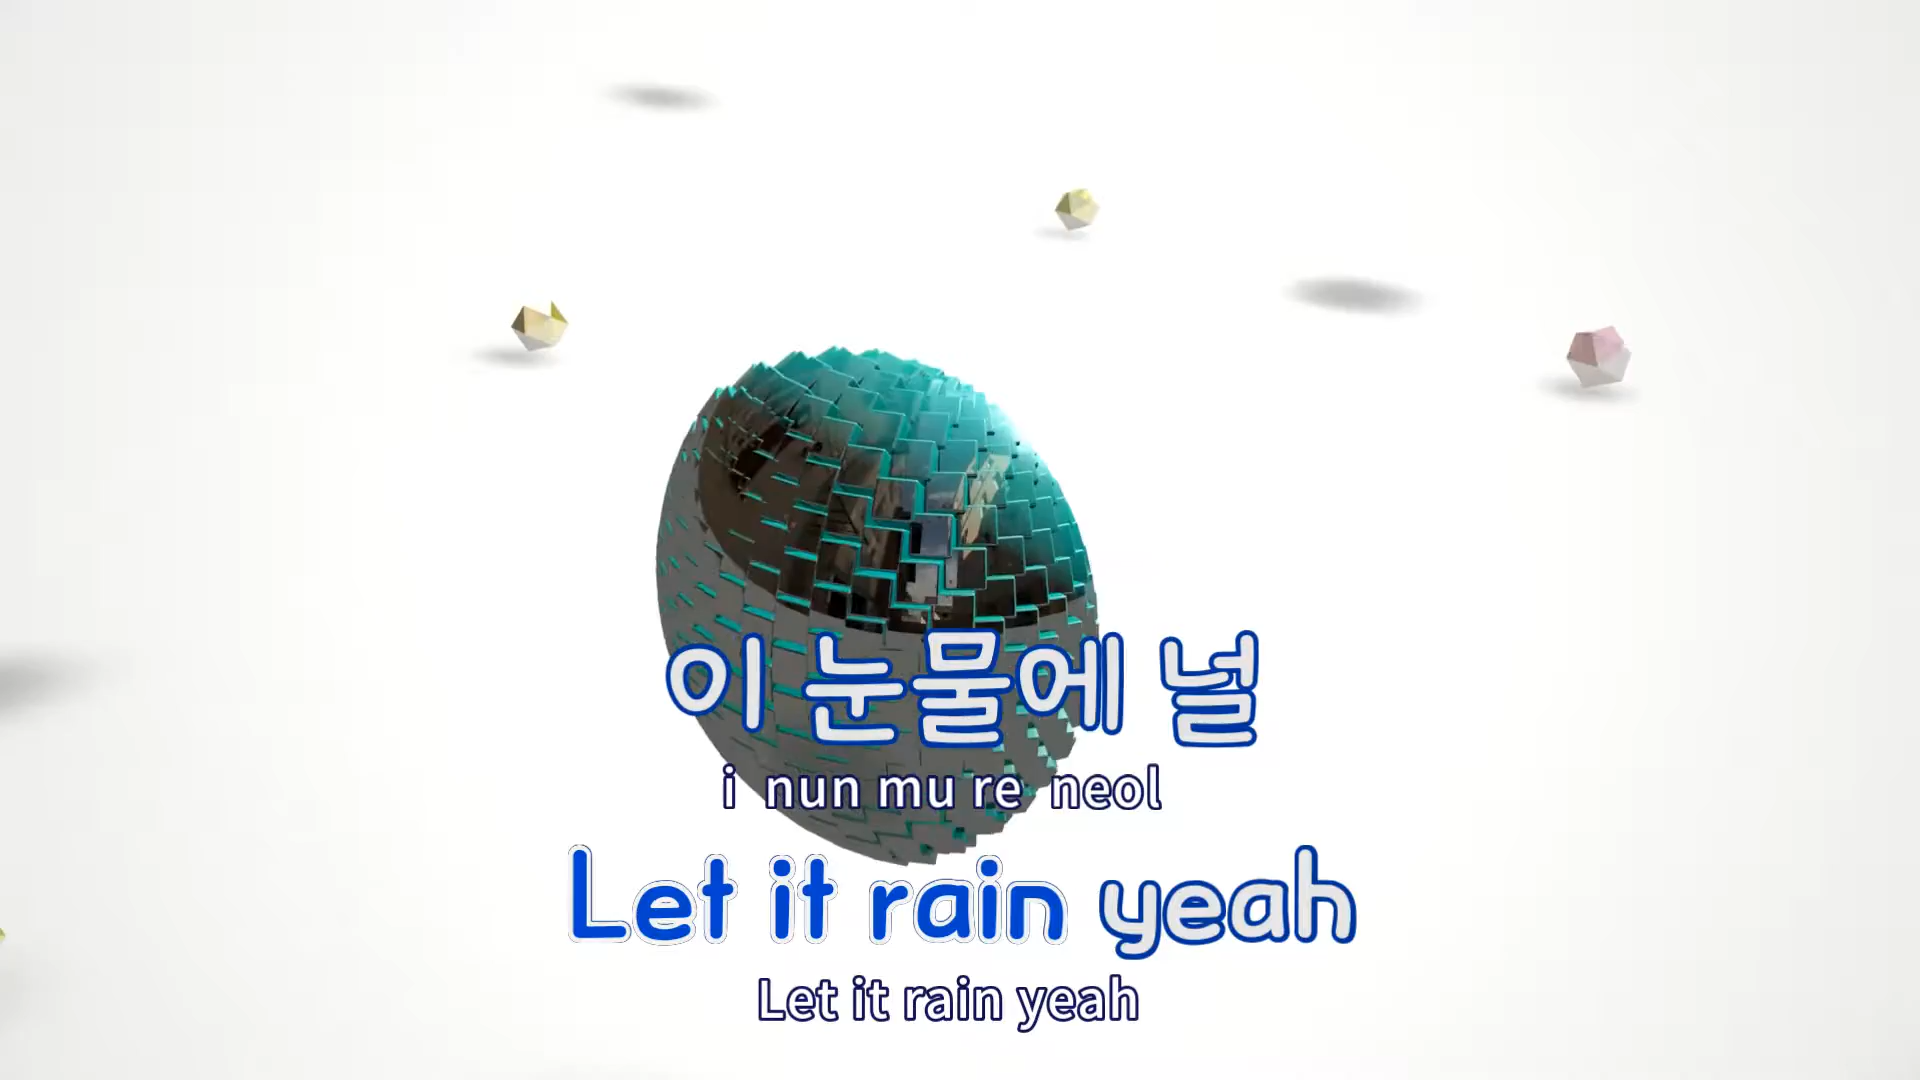 이 눈물에 널
i nun mu re neol
Let it rain yeah
Let it rain yeah